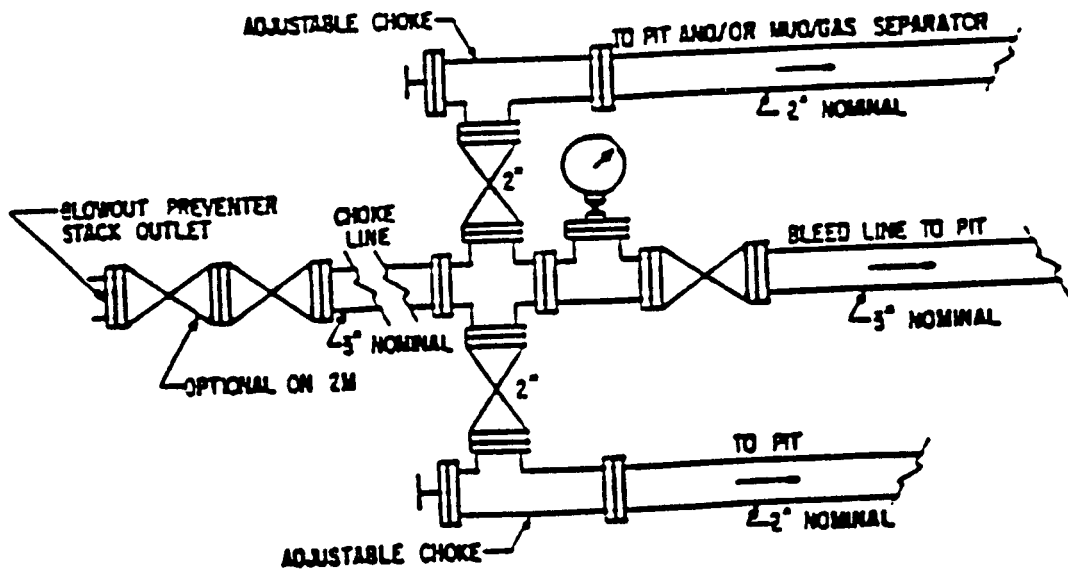 ADJUSTABLE CHOKE
TO PIT AND/OR MUD/GAS SEPARATOR
2" NOMINAL
2"
BLOWOUT PREVENTER
STACK OUTLET
CHOKE
LINE
BLEED LINE TO PIT
3" NOMINAL
3" NOMINAL
OPTIONAL ON 2M
2"
TO PIT
2" NOMINAL
ADJUSTABLE CHOKE